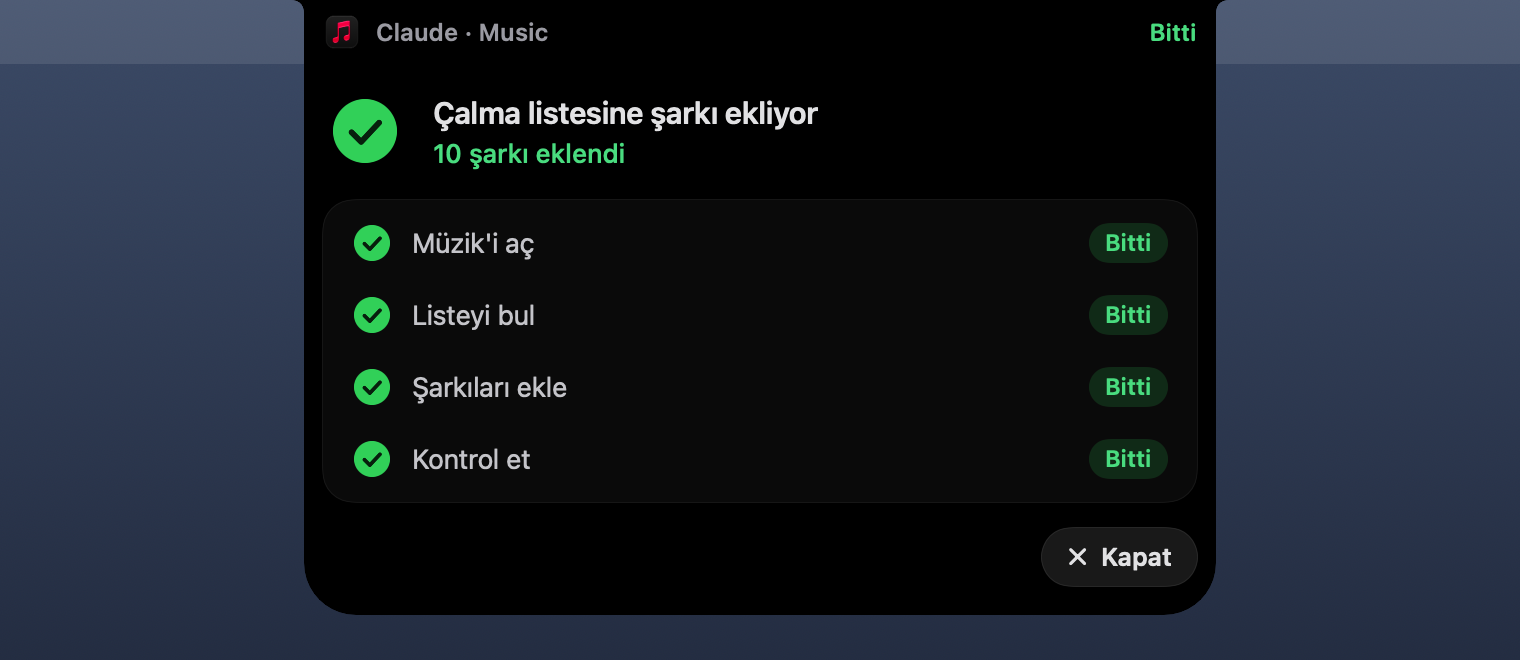 Claude · Music
Bitti
Çalma listesine şarkı ekliyor
10 şarkı eklendi
Müzik'i aç
Bitti
Listeyi bul
Bitti
Şarkıları ekle
Bitti
Kontrol et
Bitti
Kapat